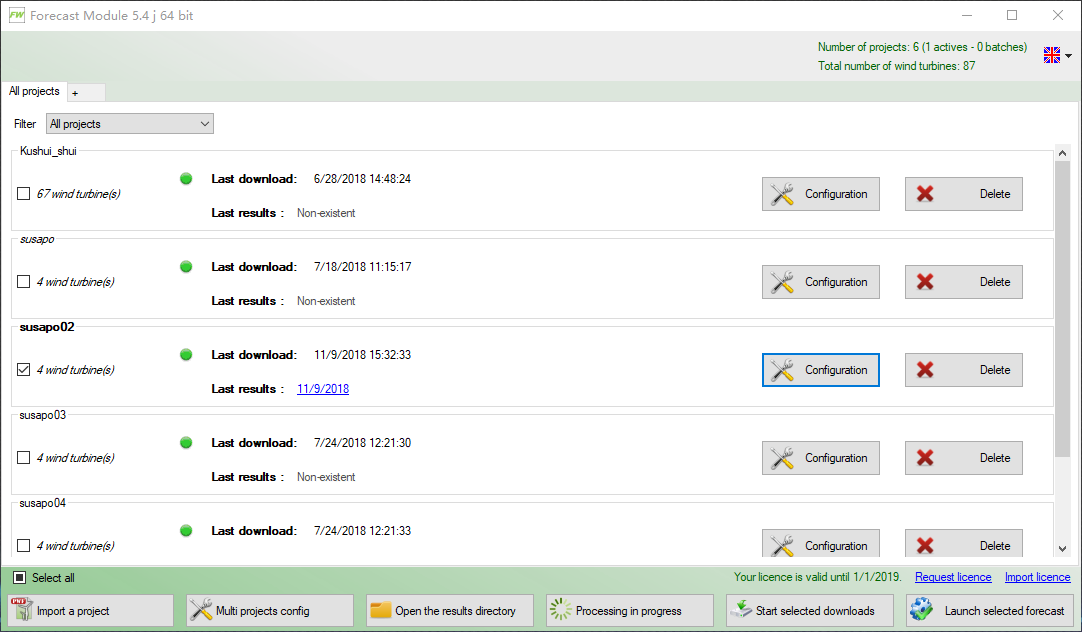 FW Forecast Module 5.4 j 64 bit
Number of projects: 6 (1 actives - 0 batches)
Total number of wind turbines: 87
All projects +
Filter All projects
Kushui_shui
67 wind turbine(s) Last download: 6/28/2018 14:48:24 Configuration Delete
Last results : Non-existent
susapo
4 wind turbine(s) Last download: 7/18/2018 11:15:17 Configuration Delete
Last results : Non-existent
susapo02
4 wind turbine(s) Last download: 11/9/2018 15:32:33 Configuration Delete
Last results : 11/9/2018
susapo03
4 wind turbine(s) Last download: 7/24/2018 12:21:30 Configuration Delete
Last results : Non-existent
susapo04
4 wind turbine(s) Last download: 7/24/2018 12:21:33 Configuration Delete
Select all Your licence is valid until 1/1/2019. Request licence Import licence
Import a project Multi projects config Open the results directory Processing in progress Start selected downloads Launch selected forecast